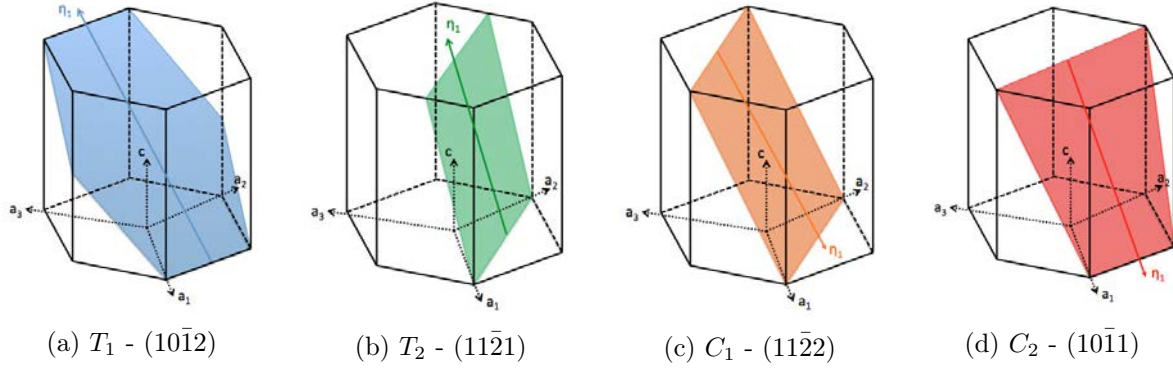 η₁
c
a₂
a₃
a₁
η₁
c
a₂
a₃
a₁
c
a₂
a₃
η₁
a₁
c
a₂
a₃
η₁
a₁
(a) T₁ - (101̄2)
(b) T₂ - (112̄1)
(c) C₁ - (112̄2)
(d) C₂ - (101̄1)